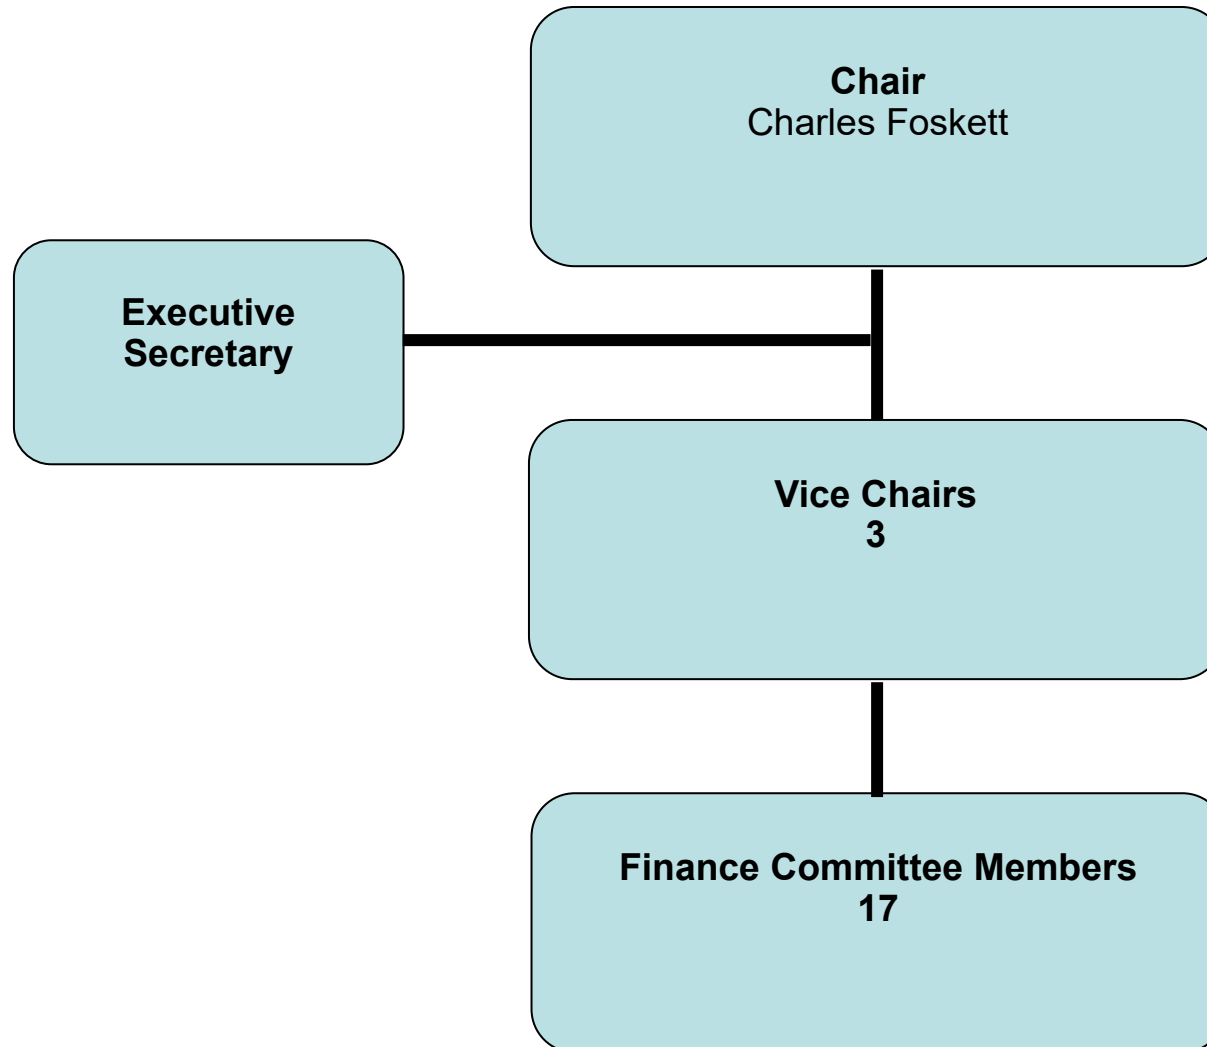 Chair
Charles Foskett
Executive
Secretary
Vice Chairs
3
Finance Committee Members
17